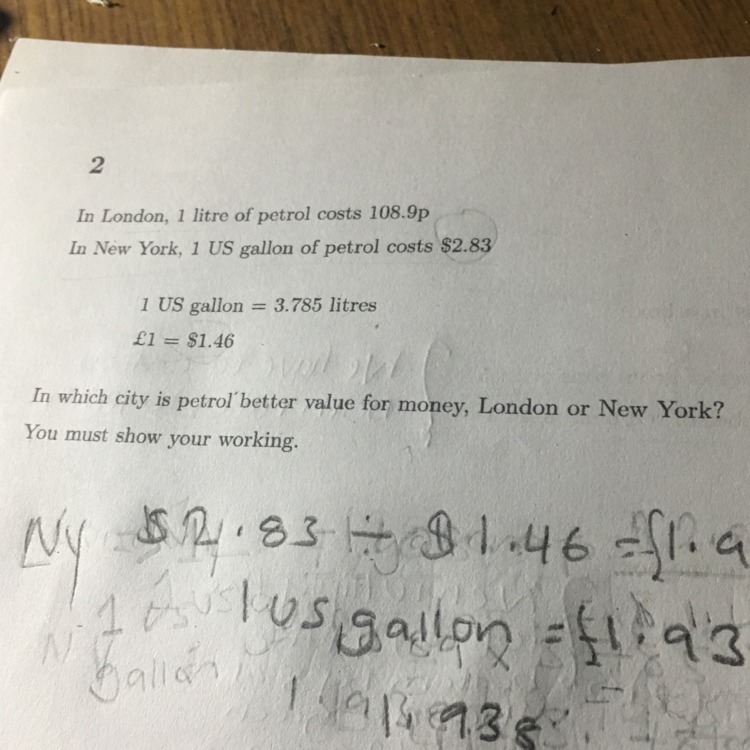 2
In London, 1 litre of petrol costs 108.9p
In New York, 1 US gallon of petrol costs $2.83
1 US gallon = 3.785 litres
£1 = $1.46
In which city is petrol better value for money, London or New York?
You must show your working.
Ny $2.83 ÷ $1.46 = £1.9
1 US gallon = £1.93
1.938